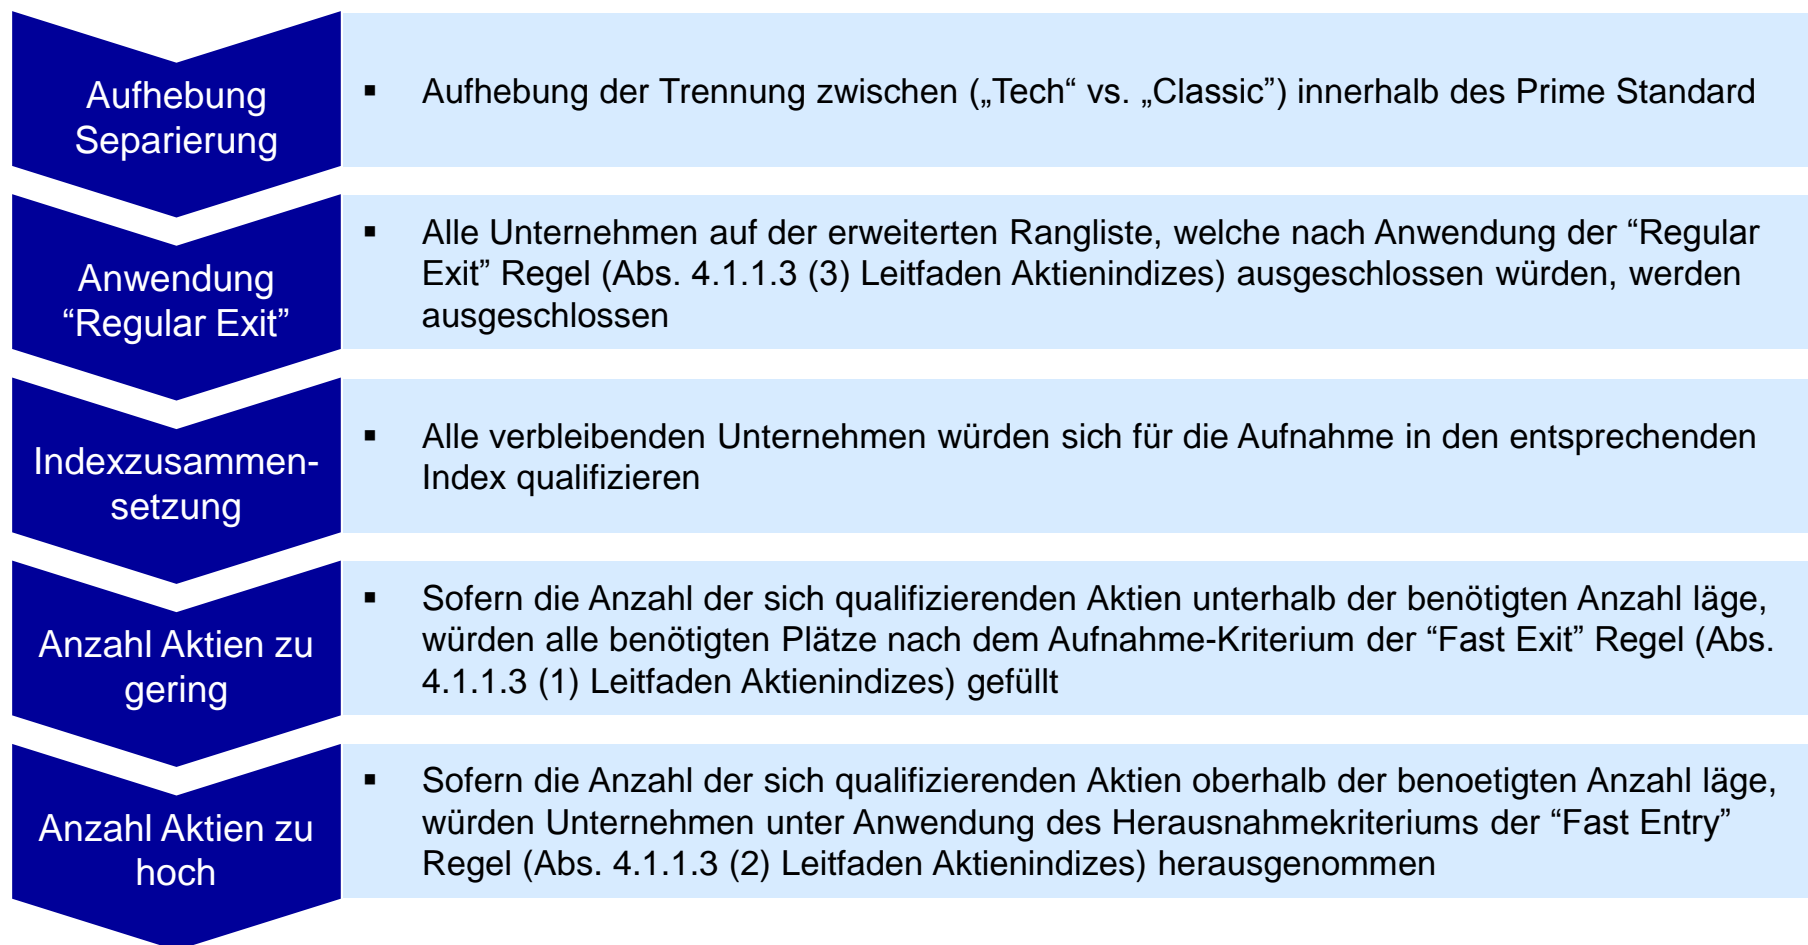 Aufhebung
Separierung
▪ Aufhebung der Trennung zwischen („Tech“ vs. „Classic”) innerhalb des Prime Standard
Anwendung
“Regular Exit”
▪ Alle Unternehmen auf der erweiterten Rangliste, welche nach Anwendung der “Regular
Exit” Regel (Abs. 4.1.1.3 (3) Leitfaden Aktienindizes) ausgeschlossen würden, werden
ausgeschlossen
Indexzusammen-
setzung
▪ Alle verbleibenden Unternehmen würden sich für die Aufnahme in den entsprechenden
Index qualifizieren
Anzahl Aktien zu
gering
▪ Sofern die Anzahl der sich qualifizierenden Aktien unterhalb der benötigten Anzahl läge,
würden alle benötigten Plätze nach dem Aufnahme-Kriterium der “Fast Exit” Regel (Abs.
4.1.1.3 (1) Leitfaden Aktienindizes) gefüllt
Anzahl Aktien zu
hoch
▪ Sofern die Anzahl der sich qualifizierenden Aktien oberhalb der benoetigten Anzahl läge,
würden Unternehmen unter Anwendung des Herausnahmekriteriums der “Fast Entry”
Regel (Abs. 4.1.1.3 (2) Leitfaden Aktienindizes) herausgenommen